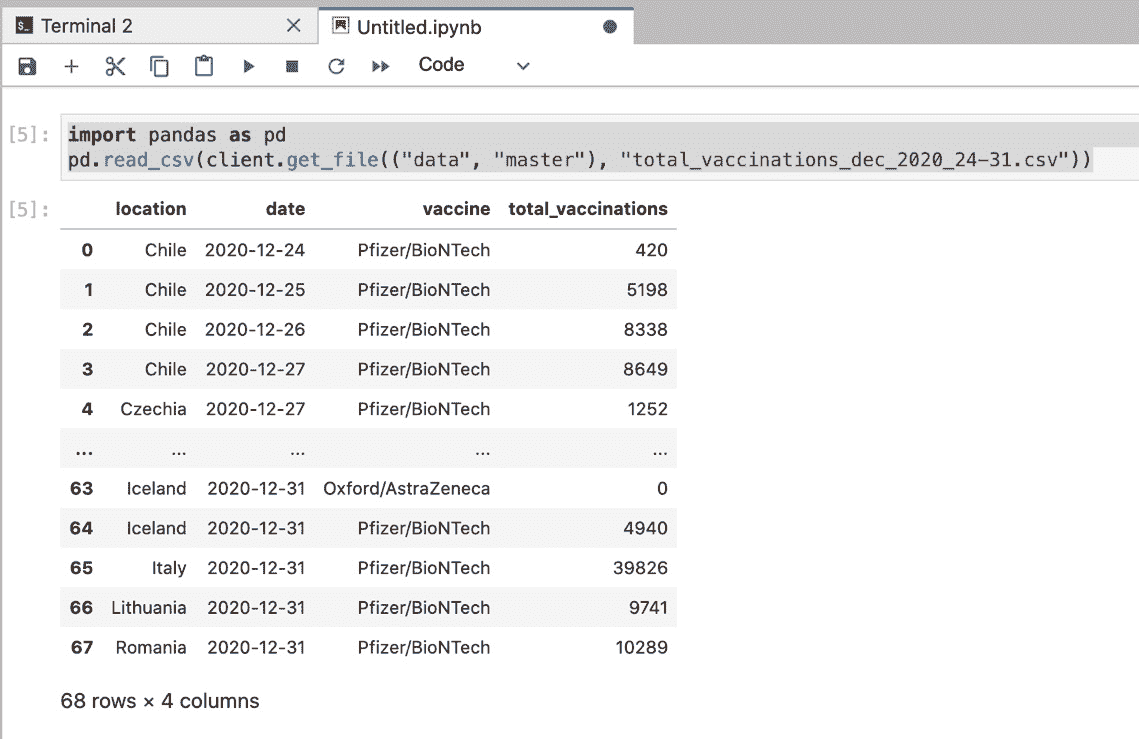 Terminal 2 Untitled.ipynb
Code
[5]: import pandas as pd
pd.read_csv(client.get_file(("data", "master"), "total_vaccinations_dec_2020_24-31.csv"))
[5]: location date vaccine total_vaccinations
0 Chile 2020-12-24 Pfizer/BioNTech 420
1 Chile 2020-12-25 Pfizer/BioNTech 5198
2 Chile 2020-12-26 Pfizer/BioNTech 8338
3 Chile 2020-12-27 Pfizer/BioNTech 8649
4 Czechia 2020-12-27 Pfizer/BioNTech 1252
... ... ... ... ...
63 Iceland 2020-12-31 Oxford/AstraZeneca 0
64 Iceland 2020-12-31 Pfizer/BioNTech 4940
65 Italy 2020-12-31 Pfizer/BioNTech 39826
66 Lithuania 2020-12-31 Pfizer/BioNTech 9741
67 Romania 2020-12-31 Pfizer/BioNTech 10289
68 rows × 4 columns